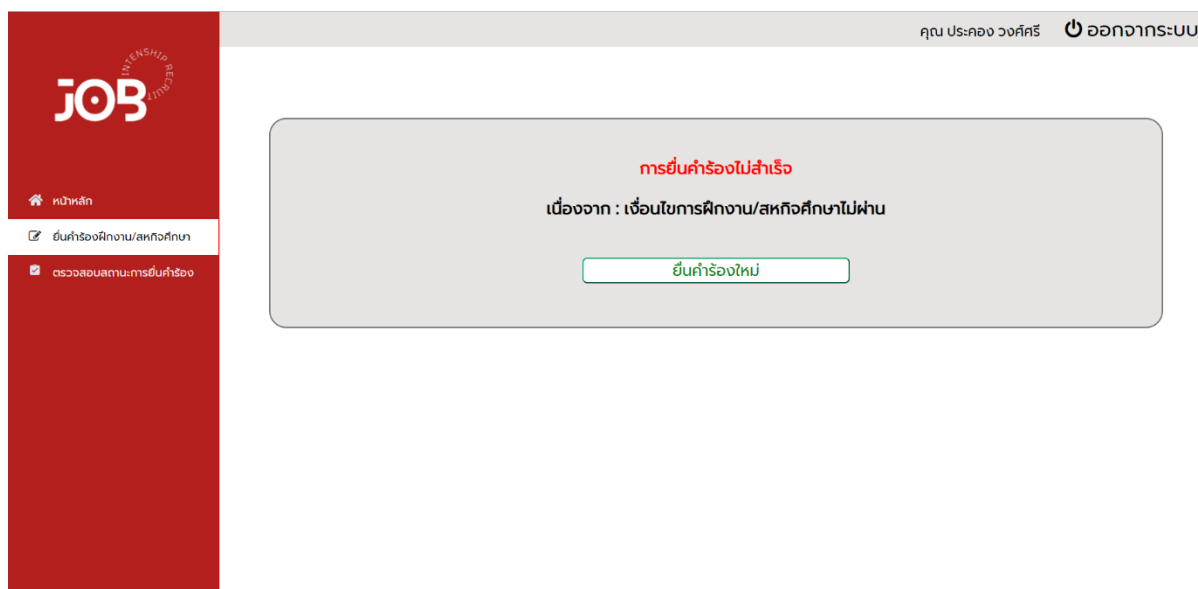 คุณ ประคอง วงศ์ศรี ออกจากระบบ
INTENSHIP RECRUIT
JOB
หน้าหลัก
ยื่นคำร้องฝึกงาน/สหกิจศึกษา
ตรวจสอบสถานะการยื่นคำร้อง
การยื่นคำร้องไม่สำเร็จ
เนื่องจาก : เงื่อนไขการฝึกงาน/สหกิจศึกษาไม่ผ่าน
ยื่นคำร้องใหม่